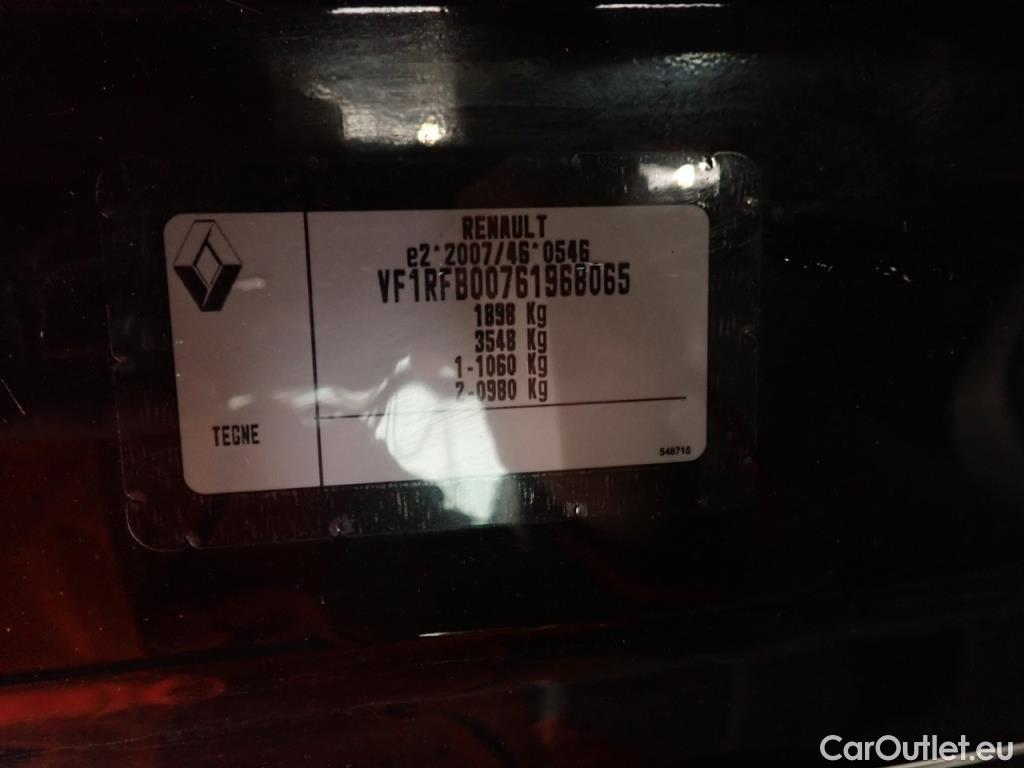 RENAULT
e2*2007/46*0546
VF1RFB00761968065
1898 Kg
3548 Kg
1-1060 Kg
2-0980 Kg
TEGNE
548715
CarOutlet.eu